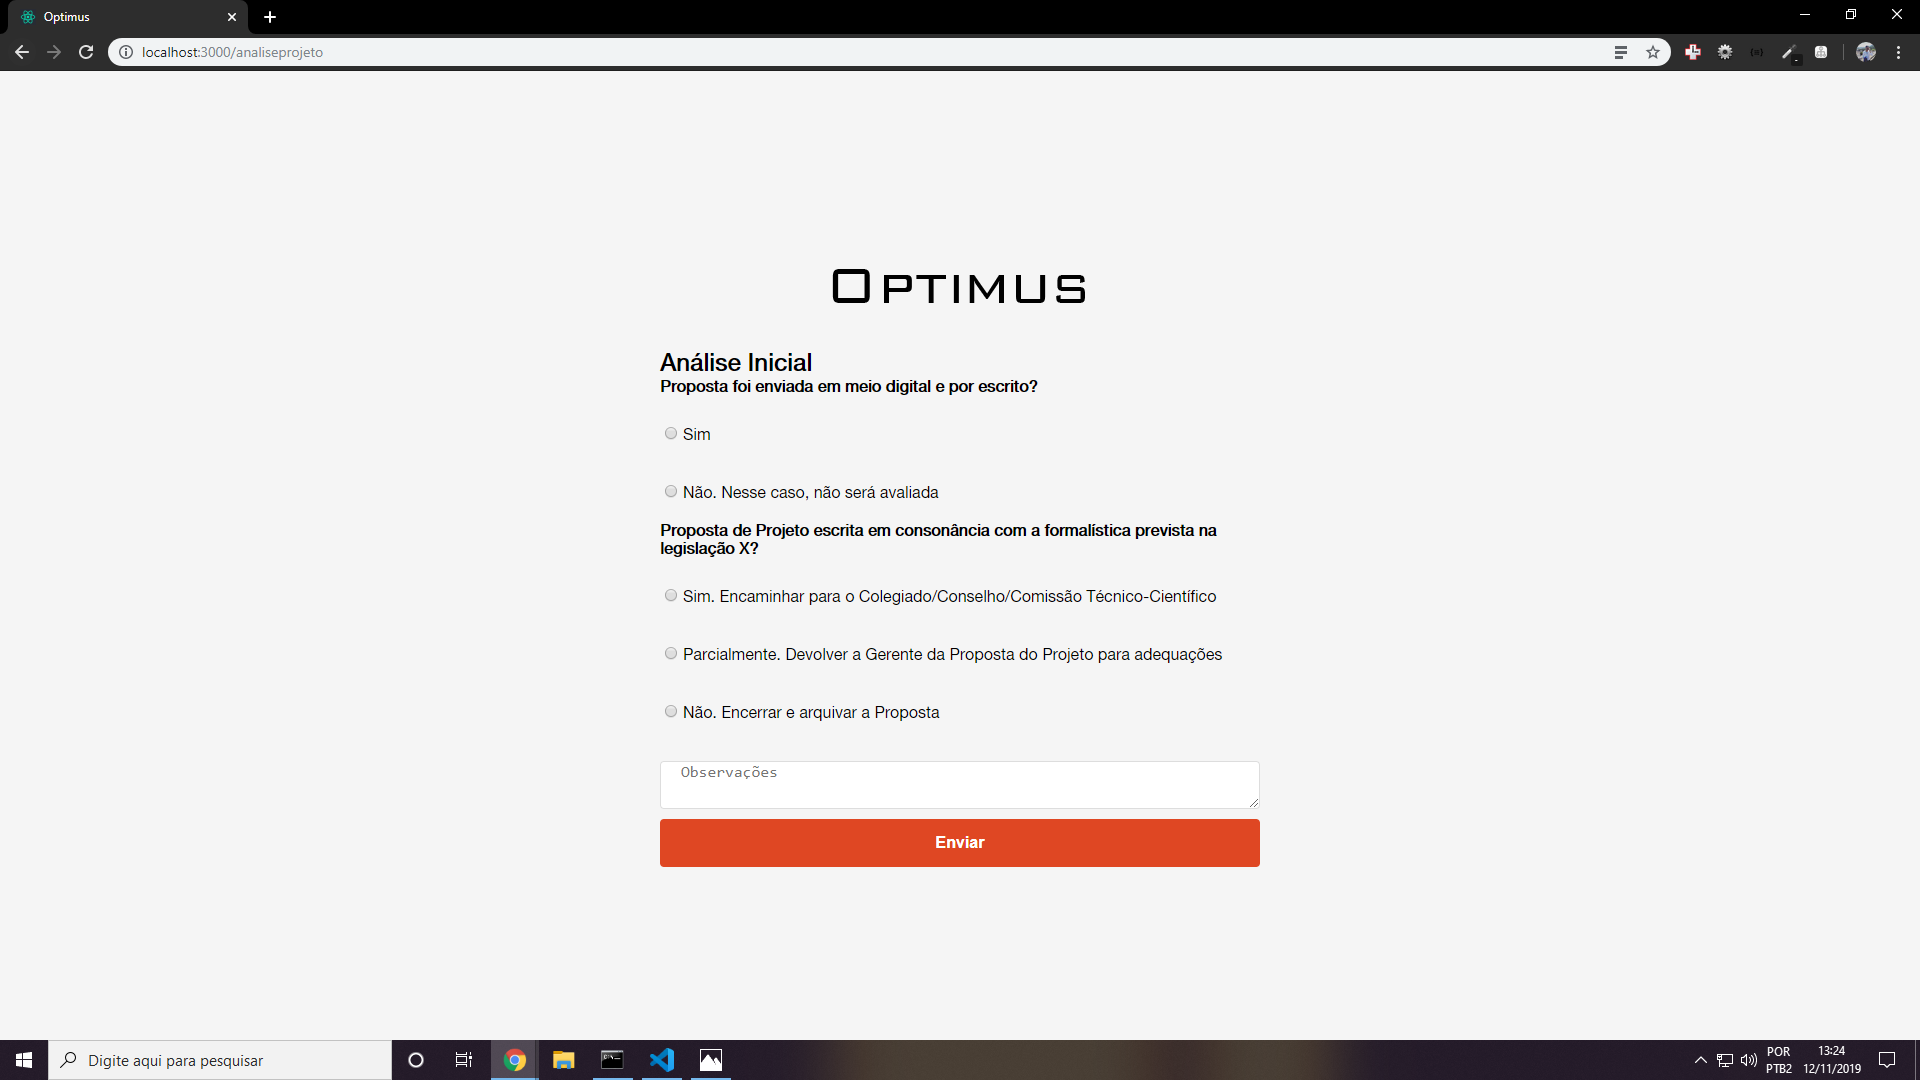 Optimus
localhost:3000/analiseprojeto
OPTIMUS
Análise Inicial
Proposta foi enviada em meio digital e por escrito?
Sim
Não. Nesse caso, não será avaliada
Proposta de Projeto escrita em consonância com a formalística prevista na
legislação X?
Sim. Encaminhar para o Colegiado/Conselho/Comissão Técnico-Científico
Parcialmente. Devolver a Gerente da Proposta do Projeto para adequações
Não. Encerrar e arquivar a Proposta
Observações
Enviar
Digite aqui para pesquisar
POR
PTB2
13:24
12/11/2019